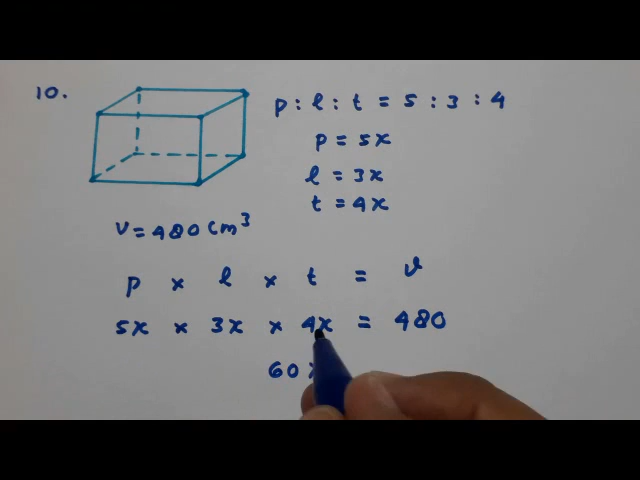 10.
p : l : t = 5 : 3 : 4
p = 5x
l = 3x
t = 4x
V = 480 cm³
p × l × t = V
5x × 3x × 4x = 480
60